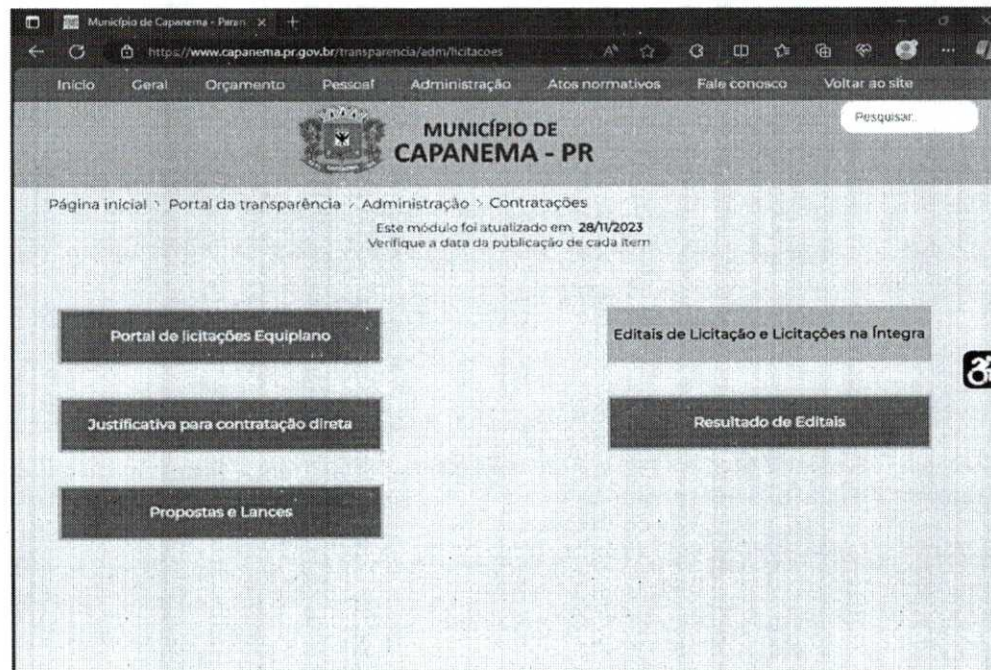 Município de Capanema - Paran
https://www.capanema.pr.gov.br/transparencia/adm/licitacoes
Início Geral Orçamento Pessoal Administração Atos normativos Fale conosco Voltar ao site
Pesquisar..
MUNICÍPIO DE
CAPANEMA - PR
Página inicial > Portal da transparência > Administração > Contratações
Este módulo foi atualizado em 28/11/2023
Verifique a data da publicação de cada item
Portal de licitações Equiplano
Editais de Licitação e Licitações na Íntegra
Justificativa para contratação direta
Resultado de Editais
Propostas e Lances